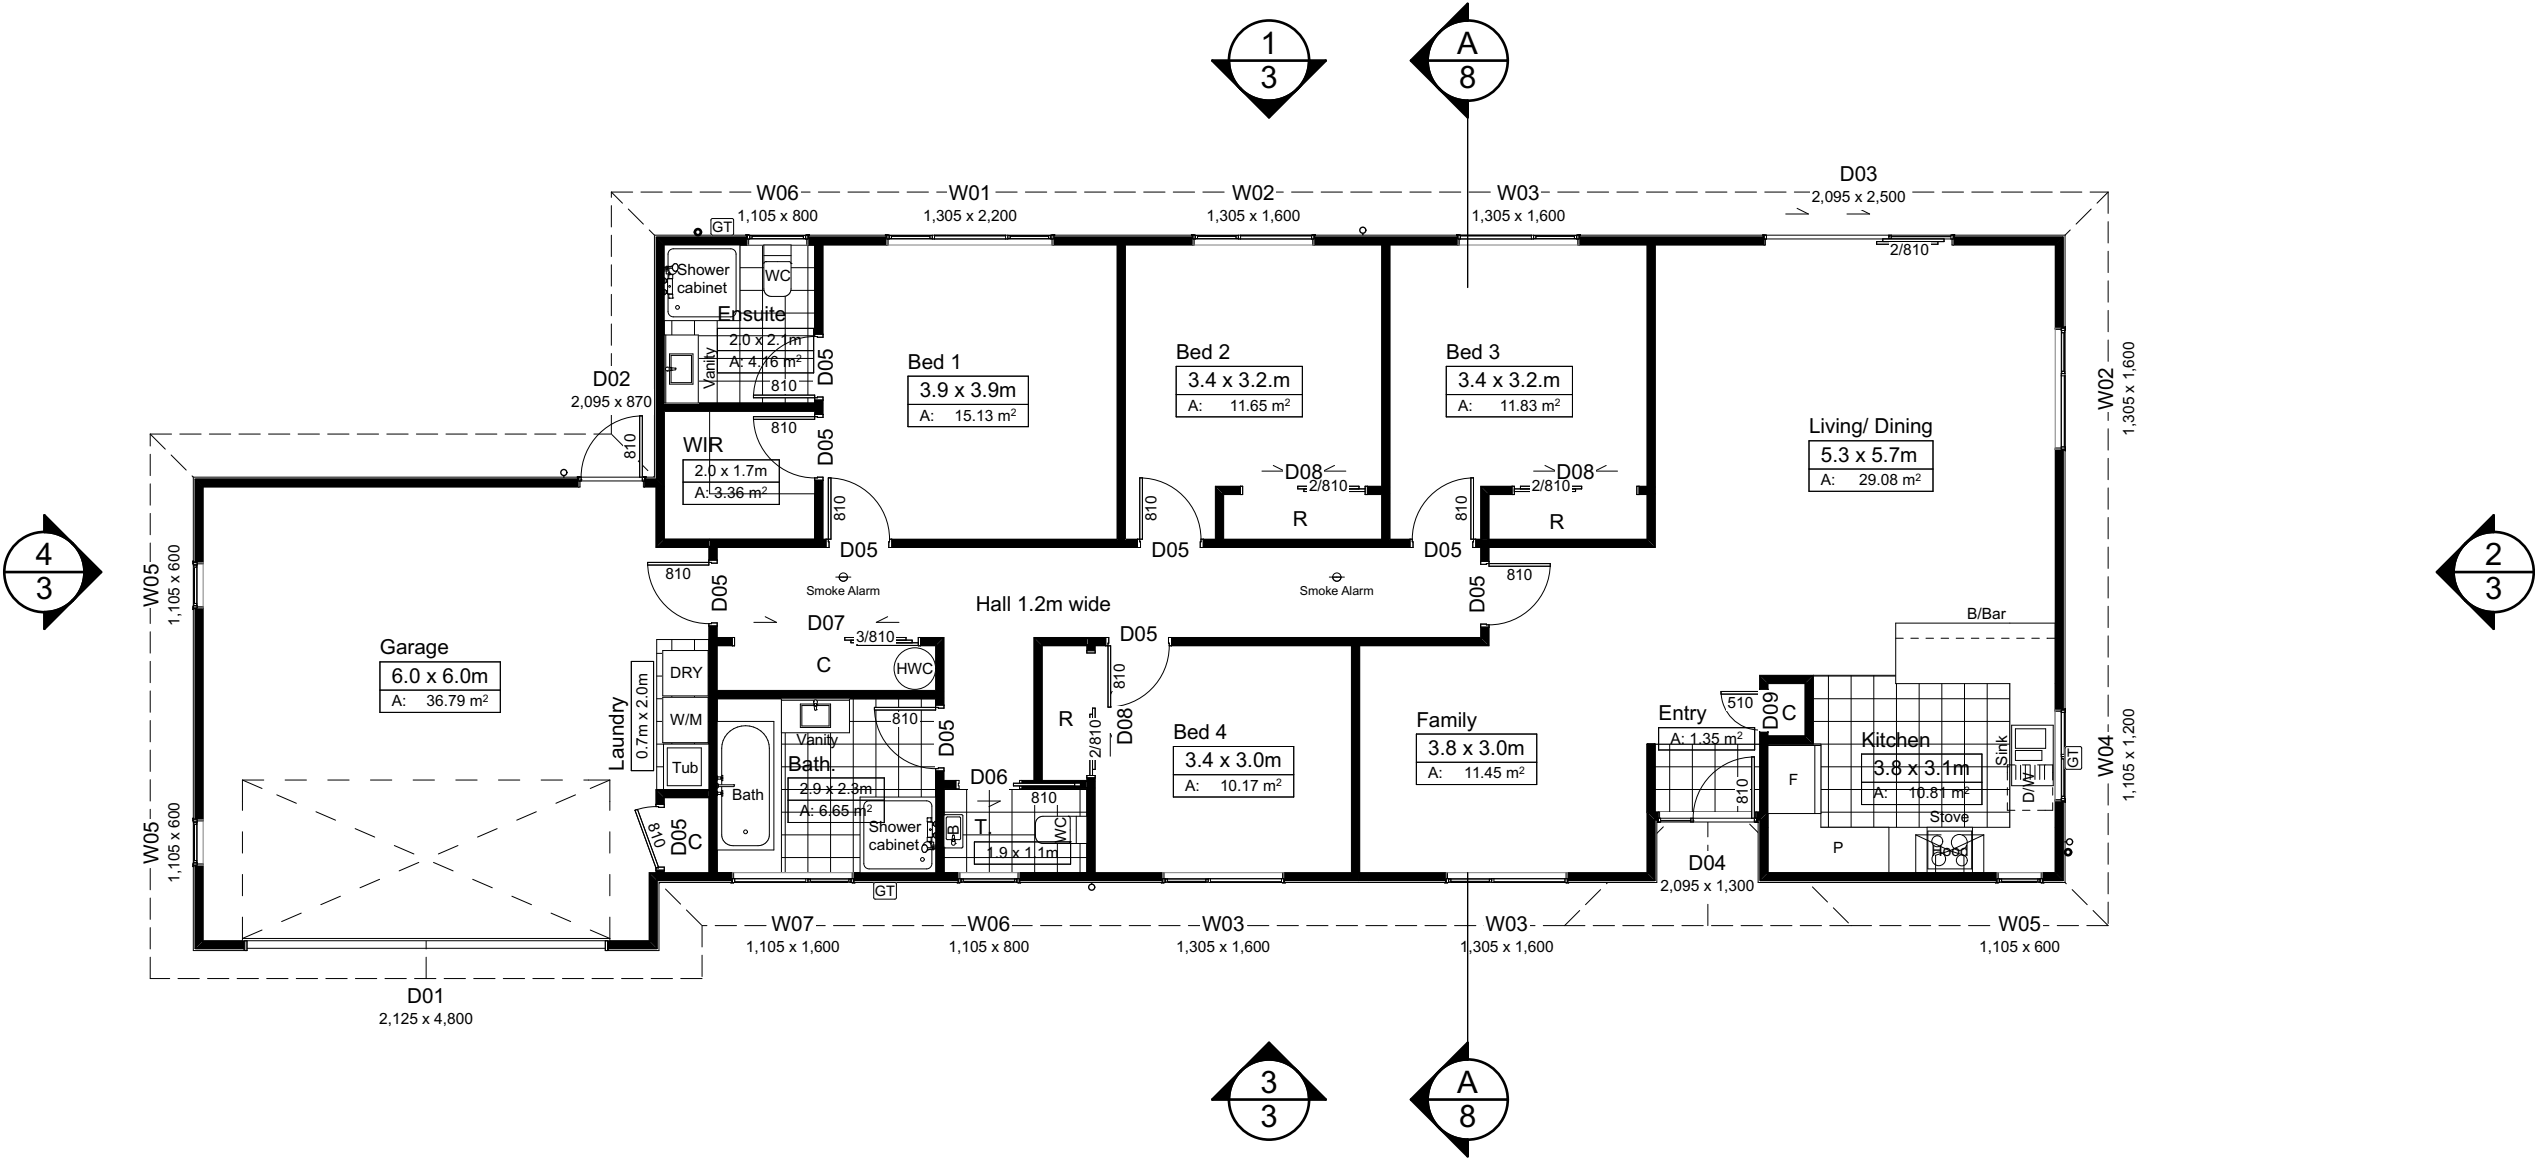 1
3
A
8
W06
1,105 x 800
W01
1,305 x 2,200
W02
1,305 x 1,600
W03
1,305 x 1,600
D03
2,095 x 2,500
GT
2/810
Shower
cabinet
WC
Ensuite
2.0 x 2.1m
A: 4.16 m²
Vanity
810
D05
D02
2,095 x 870
810
Bed 1
3.9 x 3.9m
A: 15.13 m²
Bed 2
3.4 x 3.2.m
A: 11.65 m²
Bed 3
3.4 x 3.2.m
A: 11.83 m²
W02
1,305 x 1,600
Living/ Dining
5.3 x 5.7m
A: 29.08 m²
810
D05
WIR
2.0 x 1.7m
A: 3.36 m²
810
D05
810
D05
D08
2/810
R
810
D05
D08
2/810
R
4
3
W05
1,105 x 600
810
D05
Smoke Alarm
Hall 1.2m wide
Smoke Alarm
D05
810
2
3
D07
3/810
C
HWC
D05
810
B/Bar
Garage
6.0 x 6.0m
A: 36.79 m²
Laundry
0.7m x 2.0m
DRY
W/M
Tub
Vanity
810
D05
Bath.
2.9 x 2.3m
A: 6.65 m²
Bath
Shower
cabinet
R
2/810
D08
Bed 4
3.4 x 3.0m
A: 10.17 m²
Family
3.8 x 3.0m
A: 11.45 m²
Entry
A: 1.35 m²
510
D09
C
Kitchen
3.8 x 3.1m
A: 10.81 m²
Sink
D/W
GT
W04
1,105 x 1,200
F
P
Stove
Hood
810
D06
810
T.
HB
WC
1.9 x 1.1m
W05
1,105 x 600
810
D05
C
GT
D04
2,095 x 1,300
W07
1,105 x 1,600
W06
1,105 x 800
W03
1,305 x 1,600
W03
1,305 x 1,600
W05
1,105 x 600
D01
2,125 x 4,800
3
3
A
8